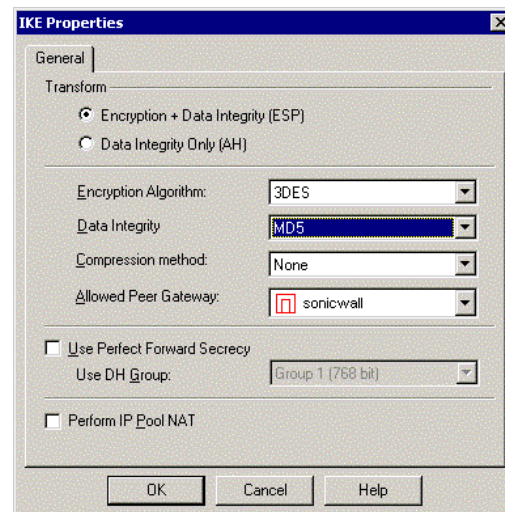 IKE Properties
General
Transform
Encryption + Data Integrity (ESP)
Data Integrity Only (AH)
Encryption Algorithm: 3DES
Data Integrity MD5
Compression method: None
Allowed Peer Gateway: sonicwall
Use Perfect Forward Secrecy
Use DH Group: Group 1 (768 bit)
Perform IP Pool NAT
OK Cancel Help